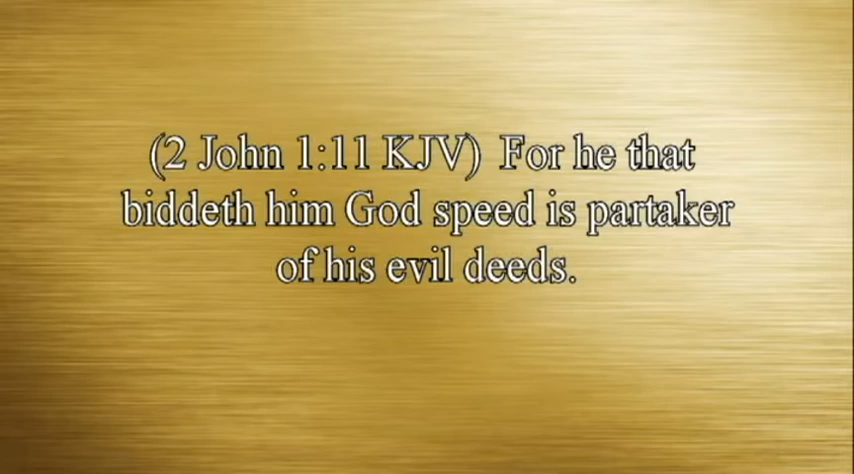 (2 John 1:11 KJV)  For he that
biddeth him God speed is partaker
of his evil deeds.